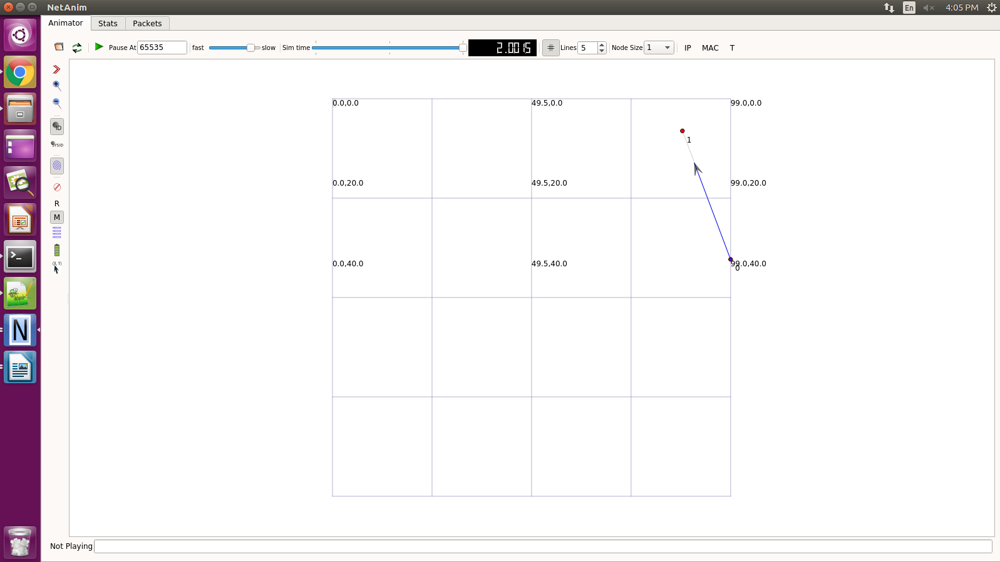 NetAnim
En
4:05 PM
Animator Stats Packets
Pause At 65535 fast slow Sim time 2.0015 # Lines 5 Node Size 1 IP MAC T
ID
SYSID
R
M
(X, Y)
0.0,0.0 49.5,0.0 99.0,0.0
1
0.0,20.0 49.5,20.0 99.0,20.0
0.0,40.0 49.5,40.0 99.0,40.0
0
N
Not Playing